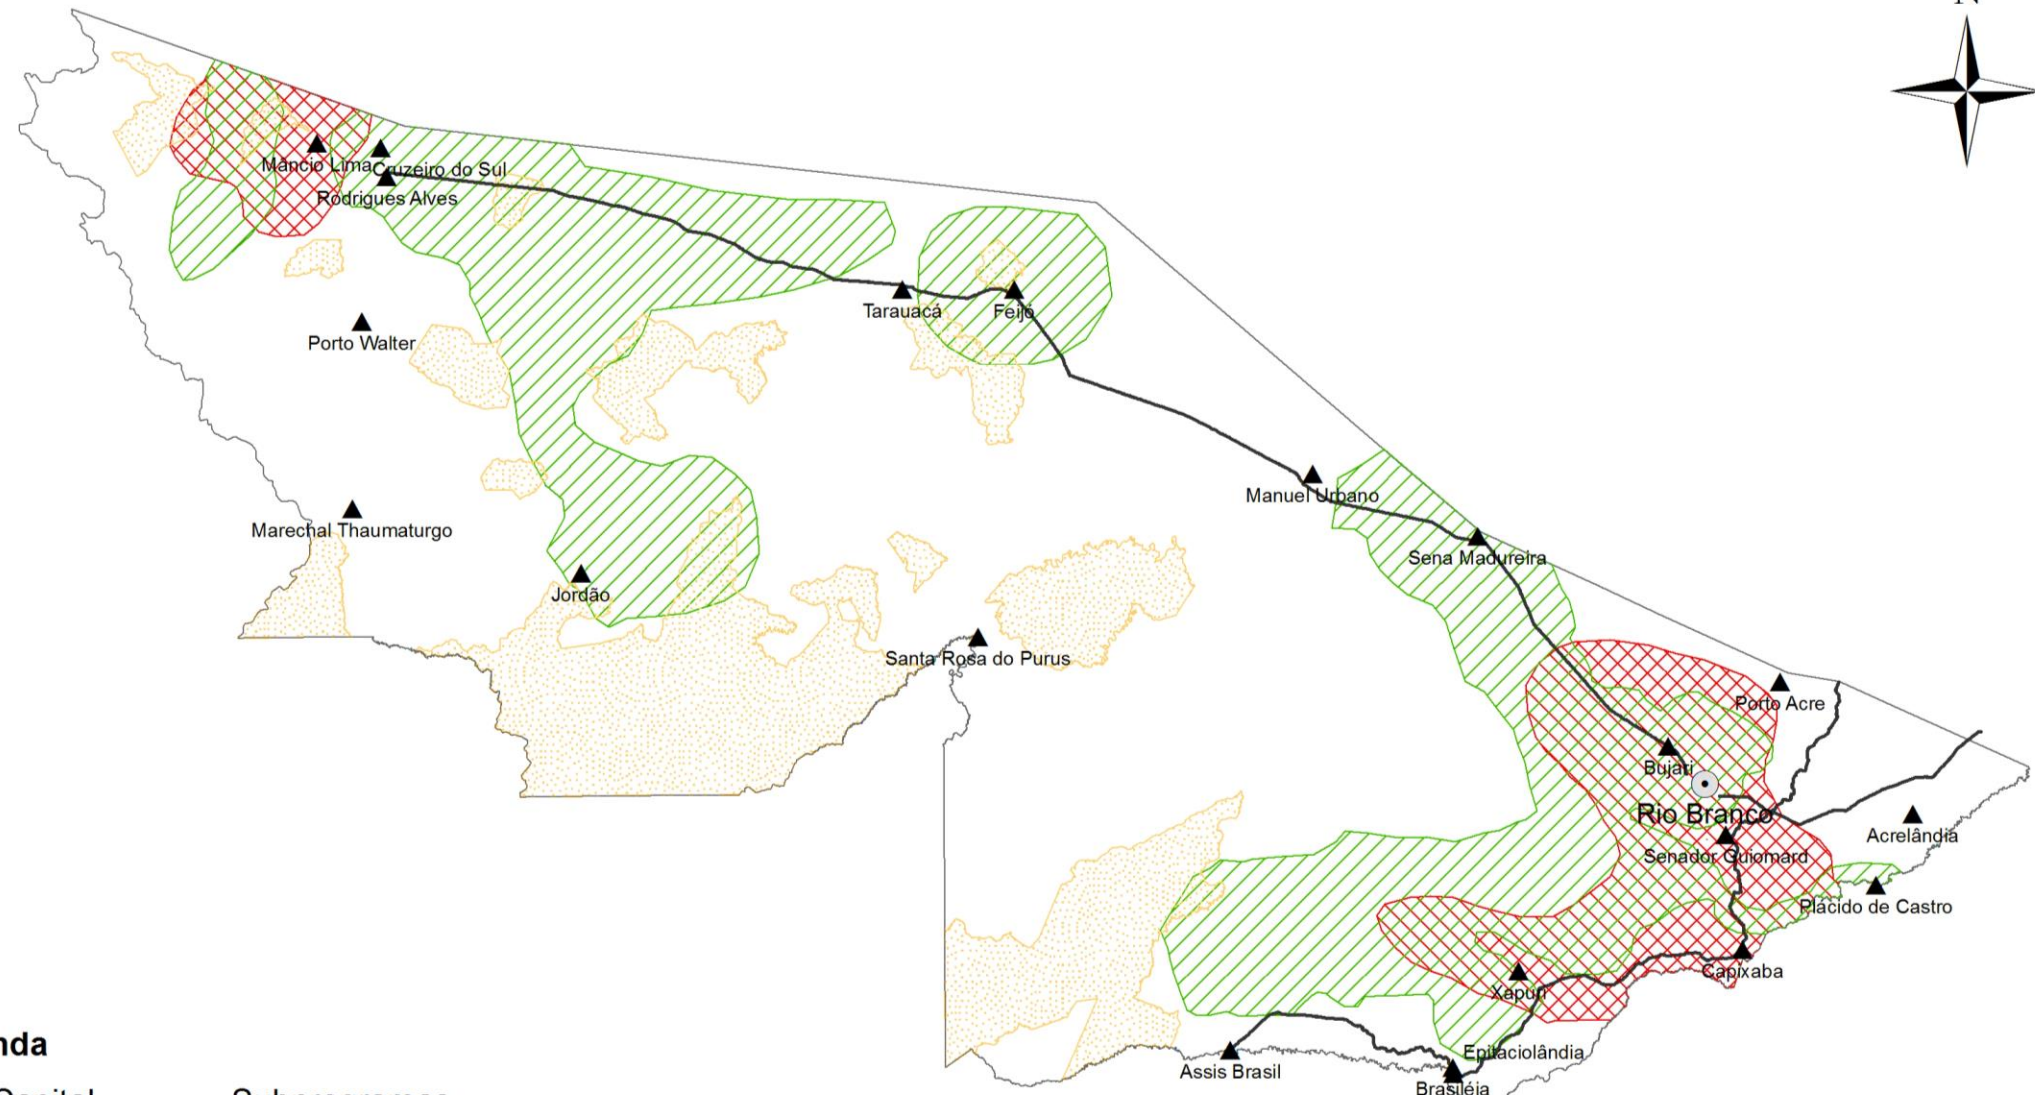 N
Mâncio Lima
Cruzeiro do Sul
Rodrigues Alves
Tarauacá
Feijó
Porto Walter
Manuel Urbano
Marechal Thaumaturgo
Sena Madureira
Jordão
Santa Rosa do Purus
Porto Acre
Bujari
Rio Branco
Acrelândia
Senador Guiomard
Plácido de Castro
Capixaba
Xapuri
Epitaciolândia
Assis Brasil
Brasiléia
nda
Capital